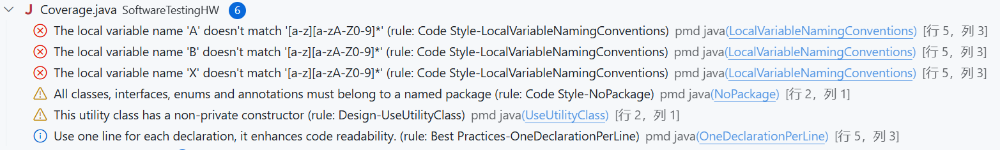 J Coverage.java SoftwareTestingHW 6
The local variable name 'A' doesn't match '[a-z][a-zA-Z0-9]*' (rule: Code Style-LocalVariableNamingConventions) pmd java(LocalVariableNamingConventions) [行 5，列 3]
The local variable name 'B' doesn't match '[a-z][a-zA-Z0-9]*' (rule: Code Style-LocalVariableNamingConventions) pmd java(LocalVariableNamingConventions) [行 5，列 3]
The local variable name 'X' doesn't match '[a-z][a-zA-Z0-9]*' (rule: Code Style-LocalVariableNamingConventions) pmd java(LocalVariableNamingConventions) [行 5，列 3]
All classes, interfaces, enums and annotations must belong to a named package (rule: Code Style-NoPackage) pmd java(NoPackage) [行 2，列 1]
This utility class has a non-private constructor (rule: Design-UseUtilityClass) pmd java(UseUtilityClass) [行 2，列 1]
Use one line for each declaration, it enhances code readability. (rule: Best Practices-OneDeclarationPerLine) pmd java(OneDeclarationPerLine) [行 5，列 3]